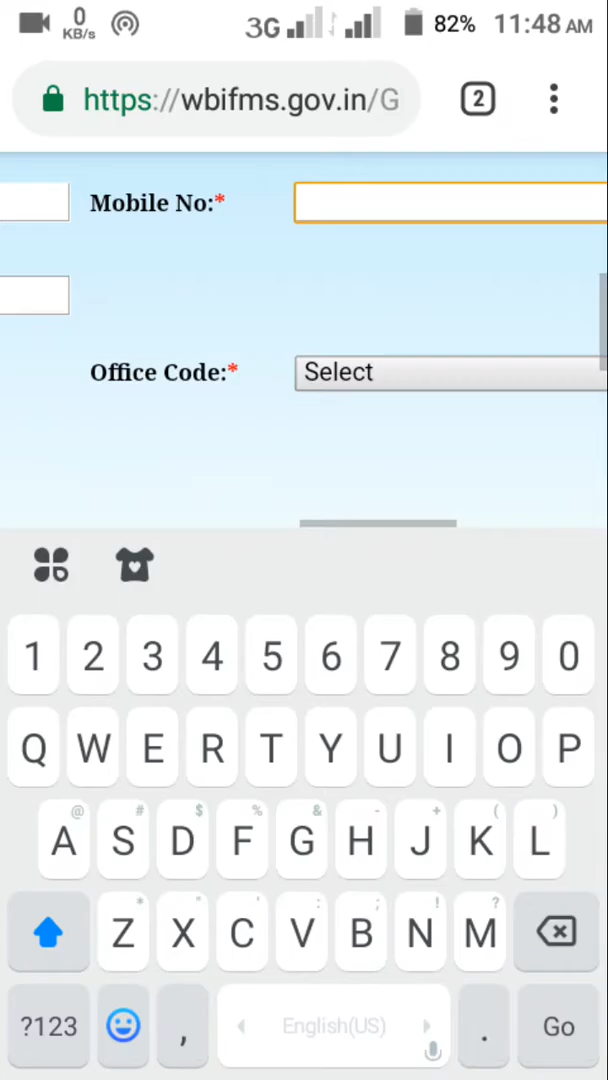 0
KB/s
3G
82%
11:48 AM
https://wbifms.gov.in/G
2
Mobile No:*
Office Code:*
Select
1 2 3 4 5 6 7 8 9 0
Q W E R T Y U I O P
@ # $ % & - + ( )
A S D F G H J K L
* " ' : ; ! ?
Z X C V B N M
?123 , English(US) . Go